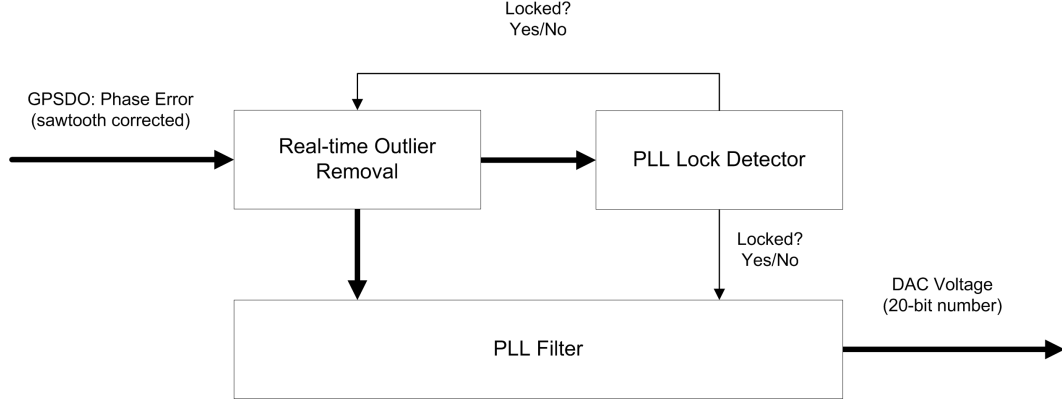 Locked?
Yes/No
GPSDO: Phase Error
(sawtooth corrected)
Real-time Outlier
Removal
PLL Lock Detector
Locked?
Yes/No
DAC Voltage
(20-bit number)
PLL Filter